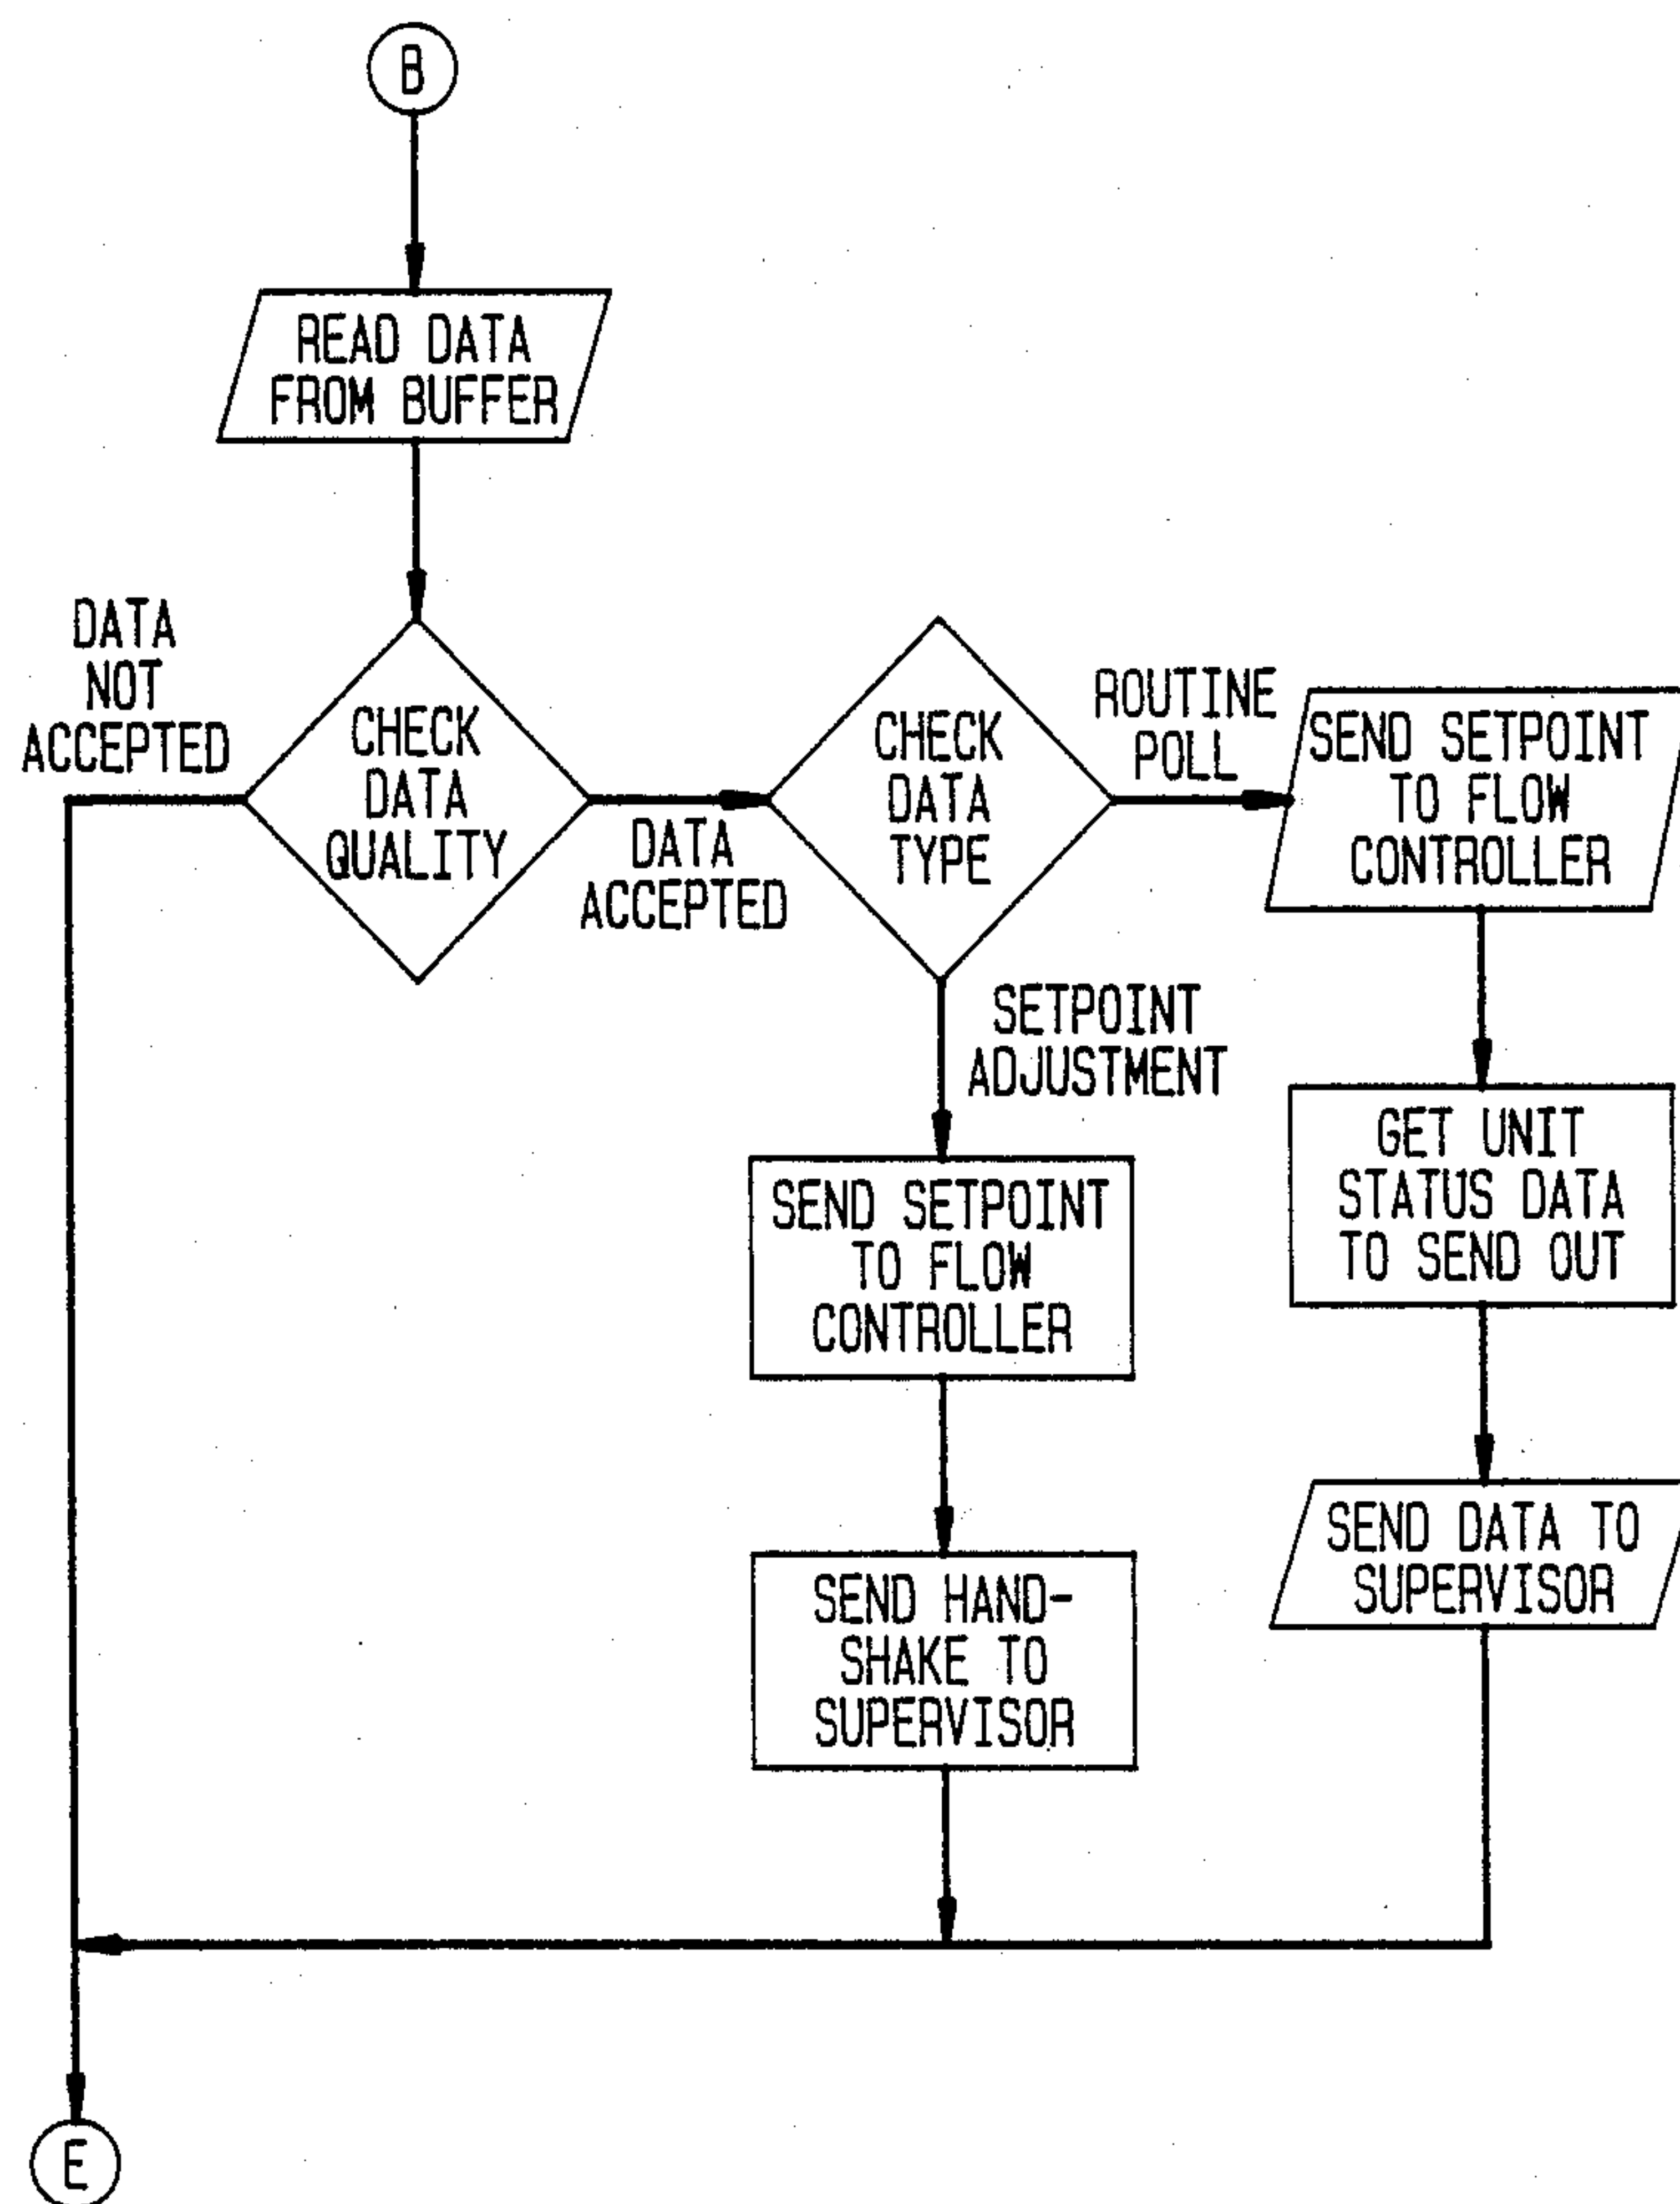 B
READ DATA
FROM BUFFER
DATA
NOT
ACCEPTED
CHECK
DATA
QUALITY
DATA
ACCEPTED
CHECK
DATA
TYPE
ROUTINE
POLL
SEND SETPOINT
TO FLOW
CONTROLLER
SETPOINT
ADJUSTMENT
GET UNIT
STATUS DATA
TO SEND OUT
SEND SETPOINT
TO FLOW
CONTROLLER
SEND DATA TO
SUPERVISOR
SEND HAND-
SHAKE TO
SUPERVISOR
E